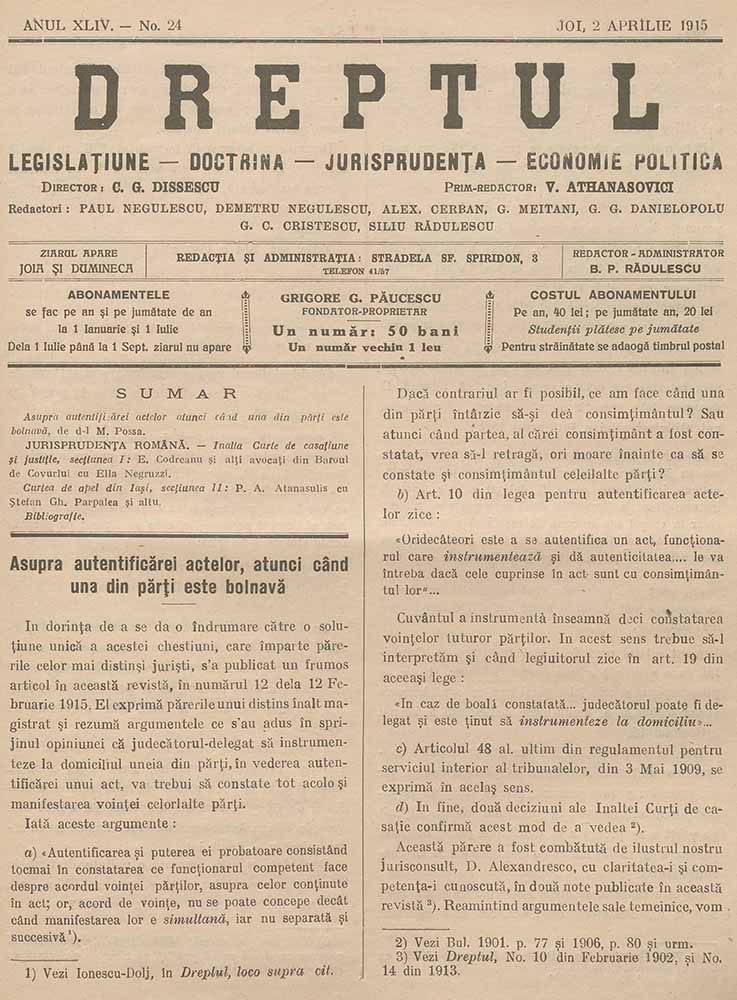 ANUL XLIV. — No. 24
JOI, 2 APRILIE 1915
DREPTUL
LEGISLAȚIUNE — DOCTRINA — JURISPRUDENȚA — ECONOMIE POLITICA
DIRECTOR: C. G. DISSESCU
PRIM-REDACTOR: V. ATHANASOVICI
Redactori: PAUL NEGULESCU, DEMETRU NEGULESCU, ALEX. CERBAN, G. MEITANI, G. G. DANIELOPOLU
G. C. CRISTESCU, SILIU RĂDULESCU
ZIARUL APARE
JOIA ȘI DUMINECA
REDACȚIA ȘI ADMINISTRAȚIA: STRADELA SF. SPIRIDON, 3
TELEFON 41/57
REDACTOR-ADMINISTRATOR
B. P. RĂDULESCU
ABONAMENTELE
se fac pe an și pe jumătate de an
la 1 Ianuarie și 1 Iulie
Dela 1 Iulie până la 1 Sept. ziarul nu apare
GRIGORE G. PĂUCESCU
FONDATOR-PROPRIETAR
Un număr: 50 bani
Un număr vechiu 1 leu
COSTUL ABONAMENTULUI
Pe an, 40 lei; pe jumătate an, 20 lei
Studenții plătesc pe jumătate
Pentru străinătate se adaogă timbrul postal
SUMAR
Asupra autentificărei actelor atunci când una din părți este
bolnavă, de d-l M. Possa.
JURISPRUDENȚA ROMÂNĂ. — Inalta Curte de casațiune
și justiție, secțiunea I: E. Codreanu și alți avocați din Baroul
de Covurlui cu Ella Negruzzi.
Curtea de apel din Iași, secțiunea II: P. A. Atanasulis cu
Ștefan Gh. Parpalea și altu.
Bibliografie.
Asupra autentificărei actelor, atunci când
una din părți este bolnavă
In dorința de a se da o îndrumare către o solu-
țiune unică a acestei chestiuni, care împarte păre-
rile celor mai distinși juriști, s'a publicat un frumos
articol în această revistă, în numărul 12 dela 12 Fe-
bruarie 1915. El exprimă părerile unui distins înalt ma-
gistrat și rezumă argumentele ce s'au adus în spri-
jinul opiniunei că judecătorul-delegat să instrumen-
teze la domiciliul uneia din părți, în vederea auten-
tificărei unui act, va trebui să constate tot acolo și
manifestarea voinței celorlalte părți.
Iată aceste argumente:
a) «Autentificarea și puterea ei probatoare consistând
tocmai în constatarea ce funcționarul competent face
despre acordul voinței părților, asupra celor conținute
în act; or, acord de voințe, nu se poate concepe decât
când manifestarea lor e simultană, iar nu separată și
succesivă¹).
1) Vezi Ionescu-Dolj, în Dreptul, loco supra cit.
Dacă contrariul ar fi posibil, ce am face când una
din părți întârzie să-și dea consimțimântul? Sau
atunci când partea, al cărei consimțimânt a fost con-
statat, vrea să-l retragă, ori moare înainte ca să se
constate și consimțimântul celeilalte părți?
b) Art. 10 din legea pentru autentificarea acte-
lor zice:
«Oridecâteori este a se autentifica un act, funcționa-
rul care instrumentează și dă autenticitatea.... le va
întreba dacă cele cuprinse în act sunt cu consimțimân-
tul lor“...
Cuvântul a instrumentà înseamnă deci constatarea
voințelor tuturor părților. In acest sens trebue să-l
interpretăm și când legiuitorul zice în art. 19 din
aceeași lege:
«In caz de boală constatată... judecătorul poate fi de-
legat și este ținut să instrumenteze la domiciliu»...
c) Articolul 48 al. ultim din regulamentul pentru
serviciul interior al tribunalelor, din 3 Mai 1909, se
exprimă în acelaș sens.
d) In fine, două deciziuni ale Inaltei Curți de ca-
sație confirmă acest mod de a vedea ²).
Această părere a fost combătută de ilustrul nostru
jurisconsult, D. Alexandresco, cu claritatea-i și com-
petența-i cunoscută, în două note publicate în această
revistă ³). Reamintind argumentele sale temeinice, vom
2) Vezi Bul. 1901. p. 77 și 1906, p. 80 și urm.
3) Vezi Dreptul, No. 10 din Februarie 1902, și No.
14 din 1913.